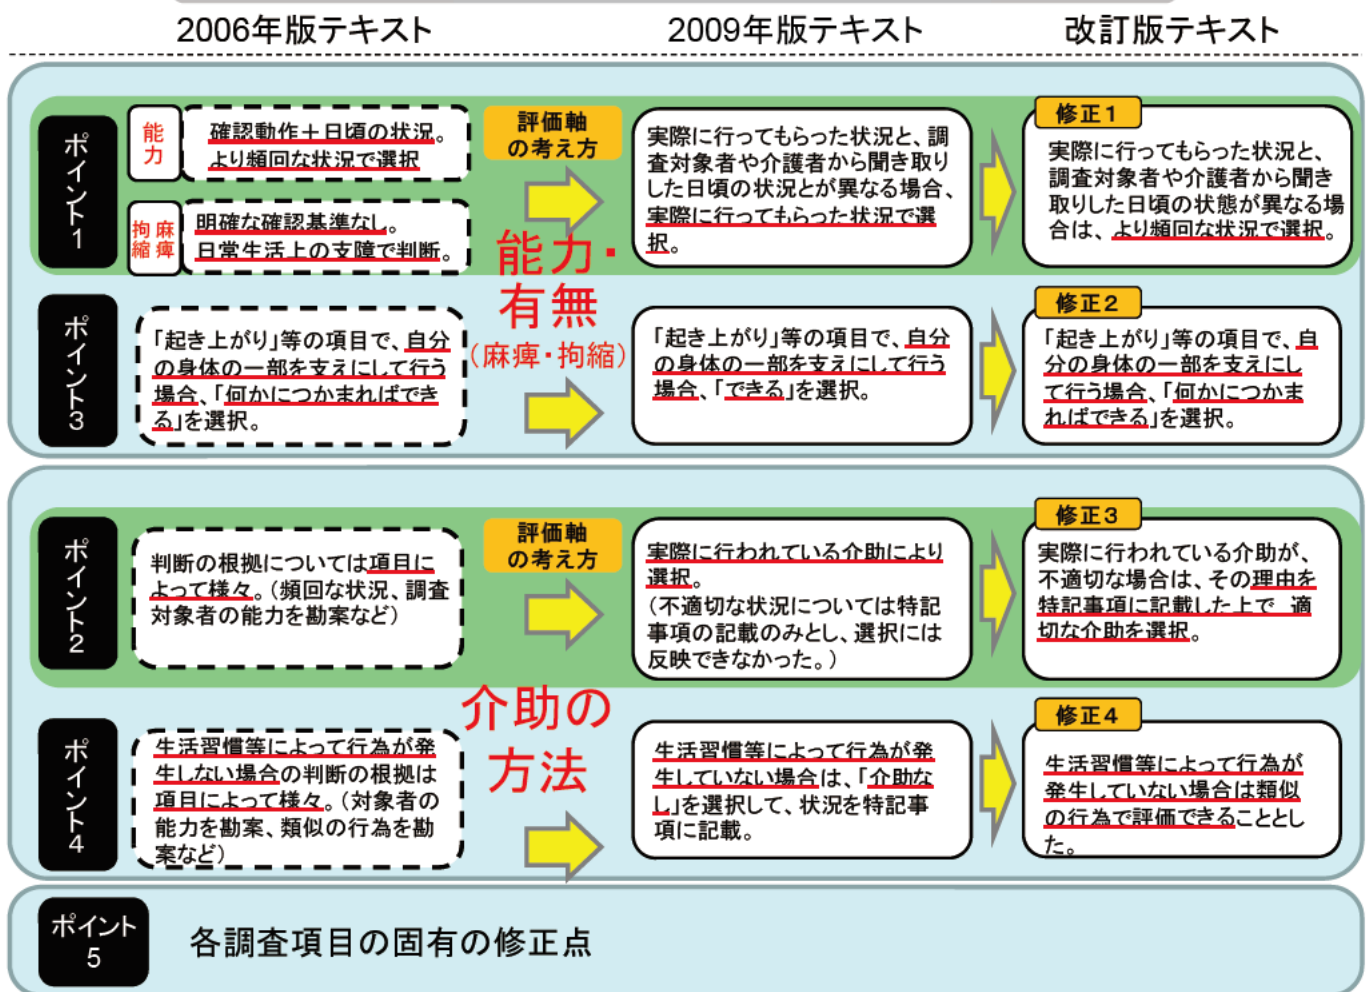 2006年版テキスト
2009年版テキスト
改訂版テキスト
ポイント1
能力
確認動作＋日頃の状況。
より頻回な状況で選択
拘縮 麻痺
明確な確認基準なし。
日常生活上の支障で判断。
評価軸
の考え方
実際に行ってもらった状況と、調
査対象者や介護者から聞き取り
した日頃の状況とが異なる場合、
実際に行ってもらった状況で選
択。
修正1
実際に行ってもらった状況と、
調査対象者や介護者から聞き
取りした日頃の状態が異なる場
合は、より頻回な状況で選択。
能力・
有無
(麻痺・拘縮)
ポイント3
「起き上がり」等の項目で、自分
の身体の一部を支えにして行う
場合、「何かにつかまればでき
る」を選択。
「起き上がり」等の項目で、自分
の身体の一部を支えにして行う
場合、「できる」を選択。
修正2
「起き上がり」等の項目で、自
分の身体の一部を支えにし
て行う場合、「何かにつかま
ればできる」を選択。
ポイント2
判断の根拠については項目に
よって様々。(頻回な状況、調査
対象者の能力を勘案など)
評価軸
の考え方
実際に行われている介助により
選択。
(不適切な状況については特記
事項の記載のみとし、選択には
反映できなかった。)
修正3
実際に行われている介助が、
不適切な場合は、その理由を
特記事項に記載した上で 適
切な介助を選択。
介助の
方法
ポイント4
生活習慣等によって行為が発
生しない場合の判断の根拠は
項目によって様々。(対象者の
能力を勘案、類似の行為を勘
案など)
生活習慣等によって行為が発
生していない場合は、「介助な
し」を選択して、状況を特記事
項に記載。
修正4
生活習慣等によって行為が
発生していない場合は類似
の行為で評価できることとし
た。
ポイント
5
各調査項目の固有の修正点